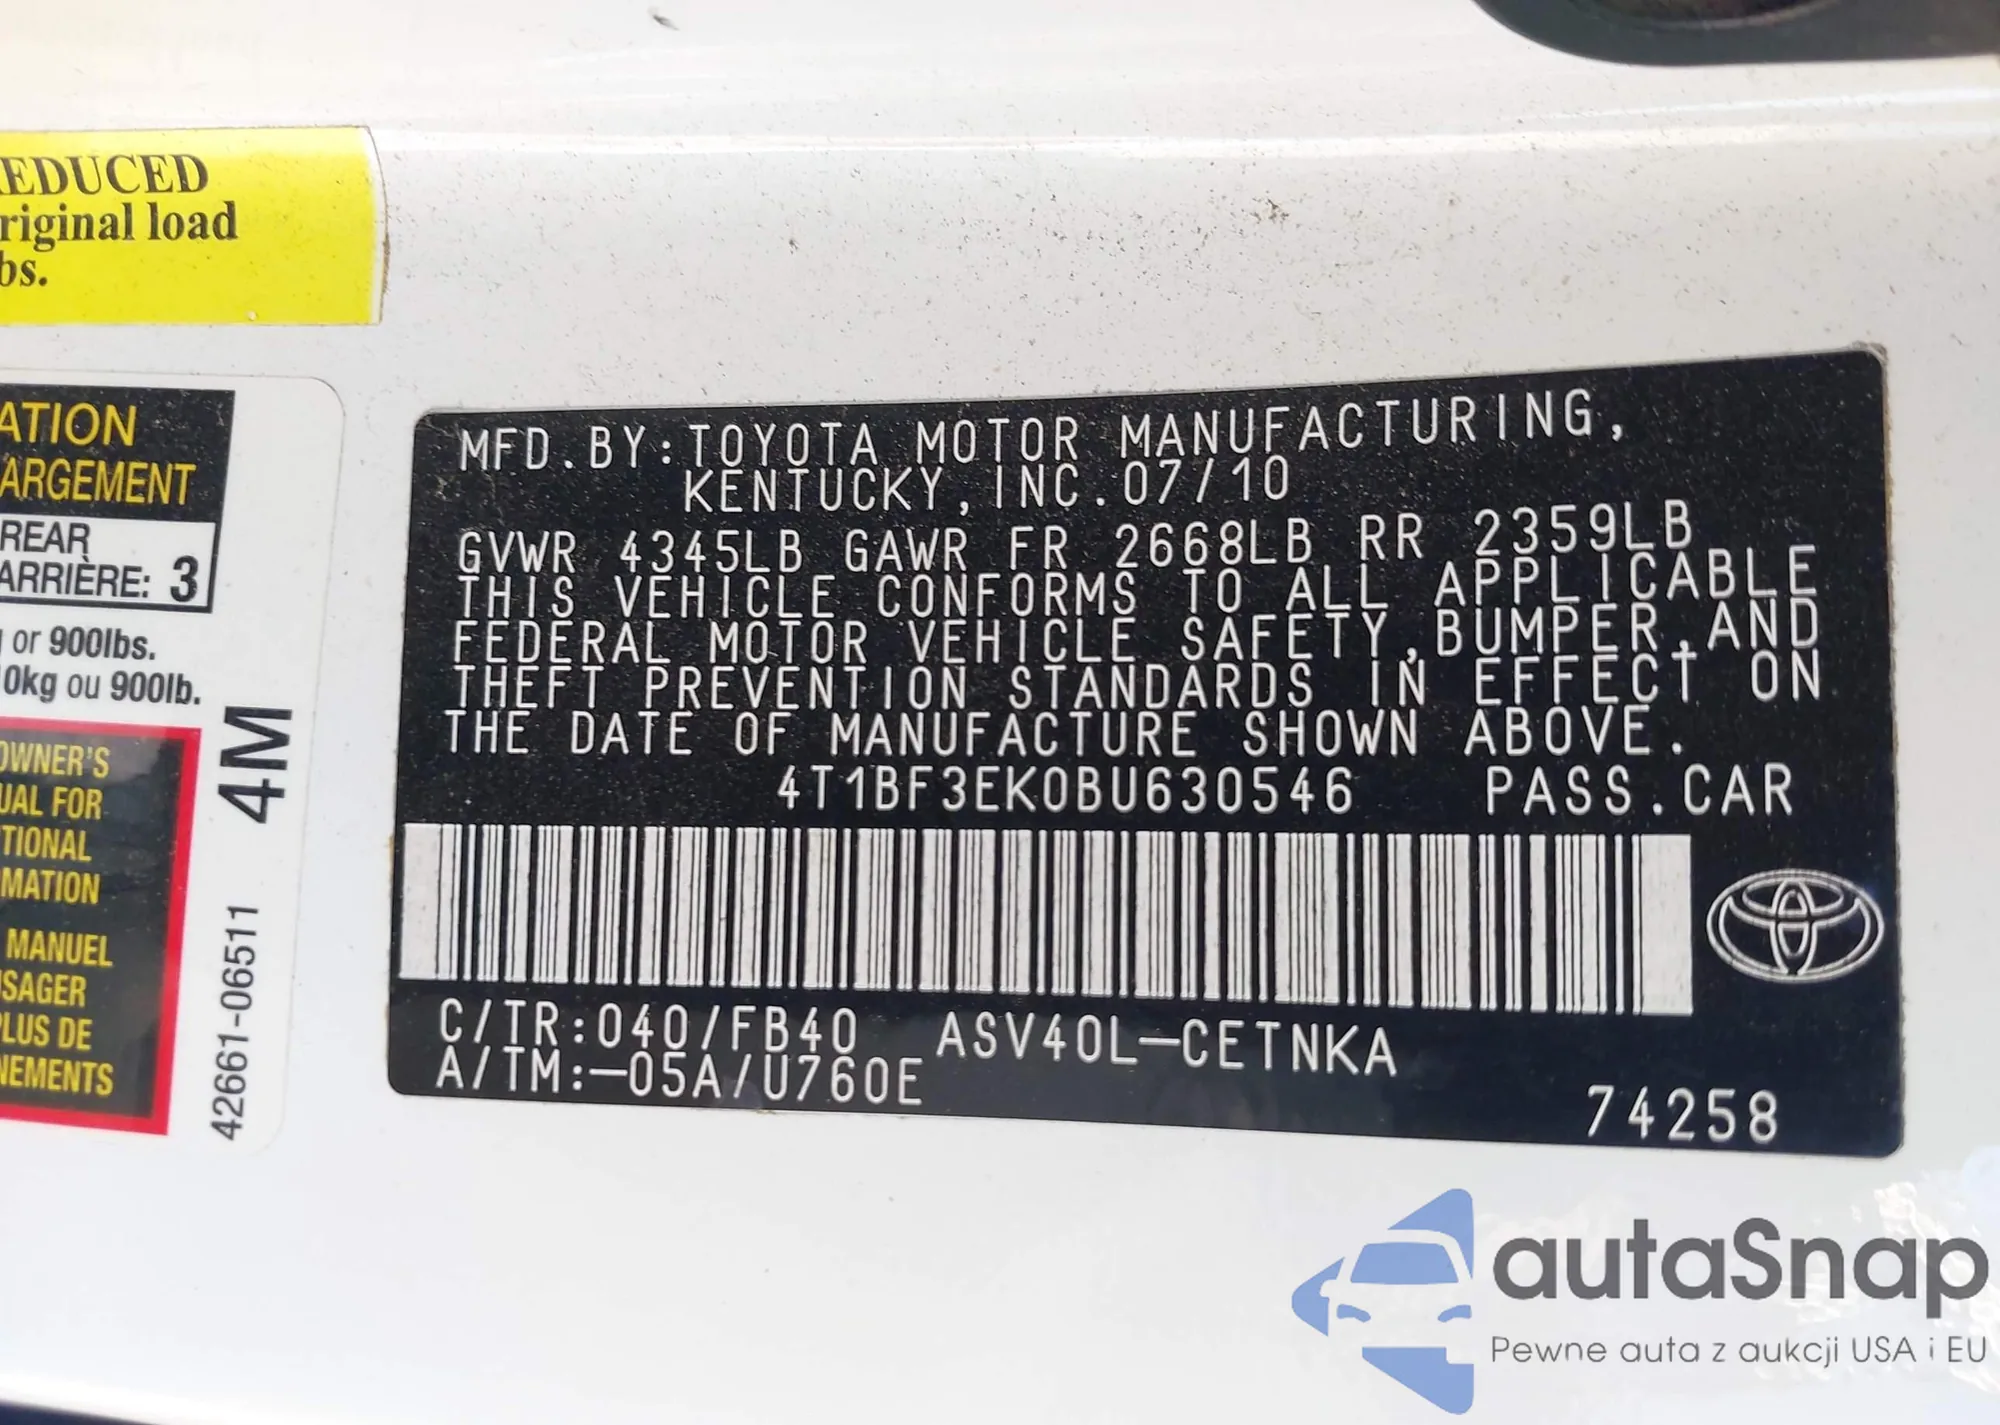 EDUCED
riginal load
bs.
ATION
ARGEMENT
REAR
ARRIÈRE: 3
or 900lbs.
0kg ou 900lb.
OWNER'S
UAL FOR
TIONAL
MATION
MANUEL
SAGER
PLUS DE
NEMENTS
4M
42661-06511
MFD.BY:TOYOTA MOTOR MANUFACTURING,
KENTUCKY, INC.07/10
GVWR 4345LB GAWR FR 2668LB RR 2359LB
THIS VEHICLE CONFORMS TO ALL APPLICABLE
FEDERAL MOTOR VEHICLE SAFETY,BUMPER,AND
THEFT PREVENTION STANDARDS IN EFFECT ON
THE DATE OF MANUFACTURE SHOWN ABOVE.
4T1BF3EK0BU630546 PASS.CAR
C/TR:040/FB40 ASV40L-CETNKA
A/TM:-05A/U760E
74258
autaSnap
Pewne auta z aukcji USA i EU